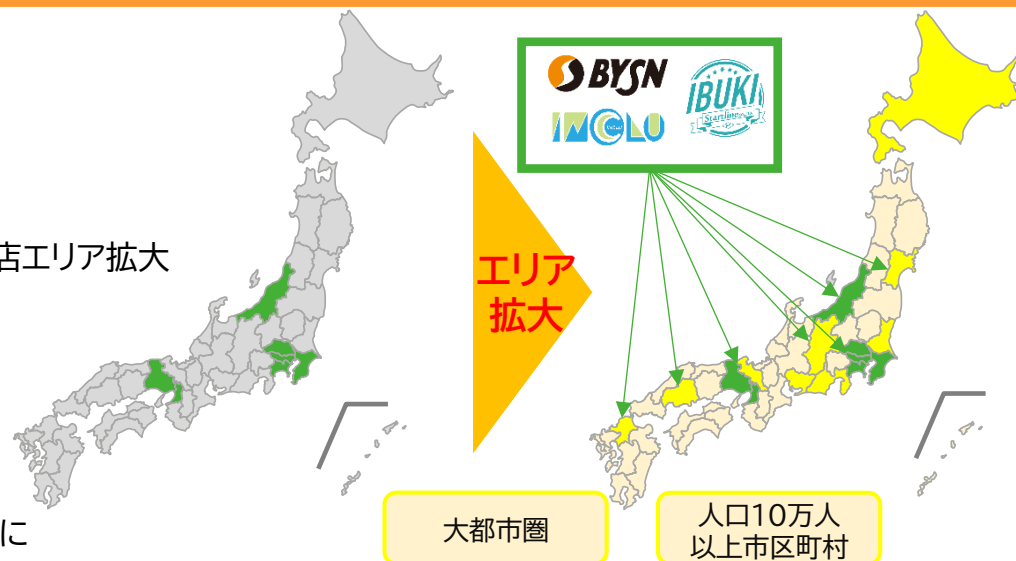 BYSN
IBUKI
INCLU
店エリア拡大
エリア
拡大
に
大都市圏
人口10万人
以上市区町村